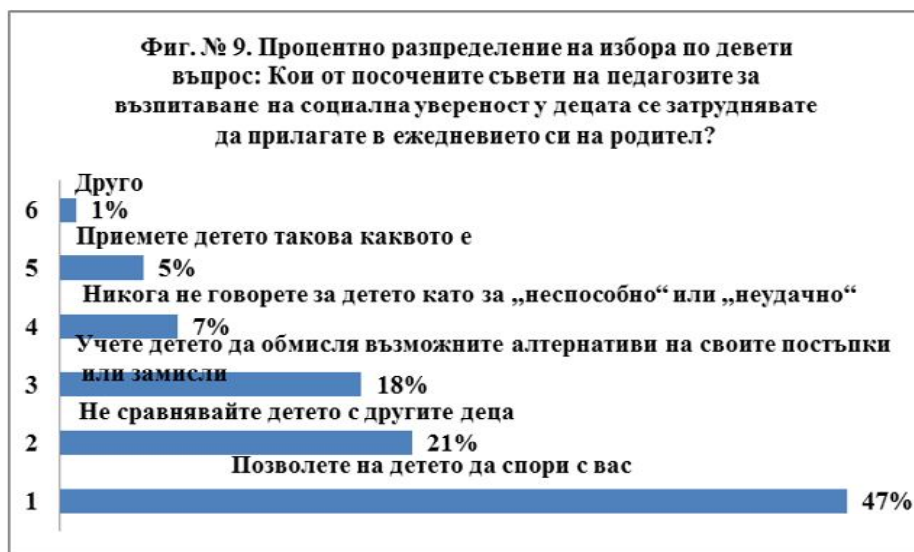 Фиг. № 9. Процентно разпределение на избора по девети
въпрос: Кои от посочените съвети на педагозите за
възпитаване на социална увереност у децата се затруднявате
да прилагате в ежедневието си на родител?
Друго
6 1%
Приемете детето такова каквото е
5 5%
Никога не говорете за детето като за „неспособно“ или „неудачно“
4 7%
Учете детето да обмисля възможните алтернативи на своите постъпки
или замисли
3 18%
Не сравнявайте детето с другите деца
2 21%
Позволете на детето да спори с вас
1 47%